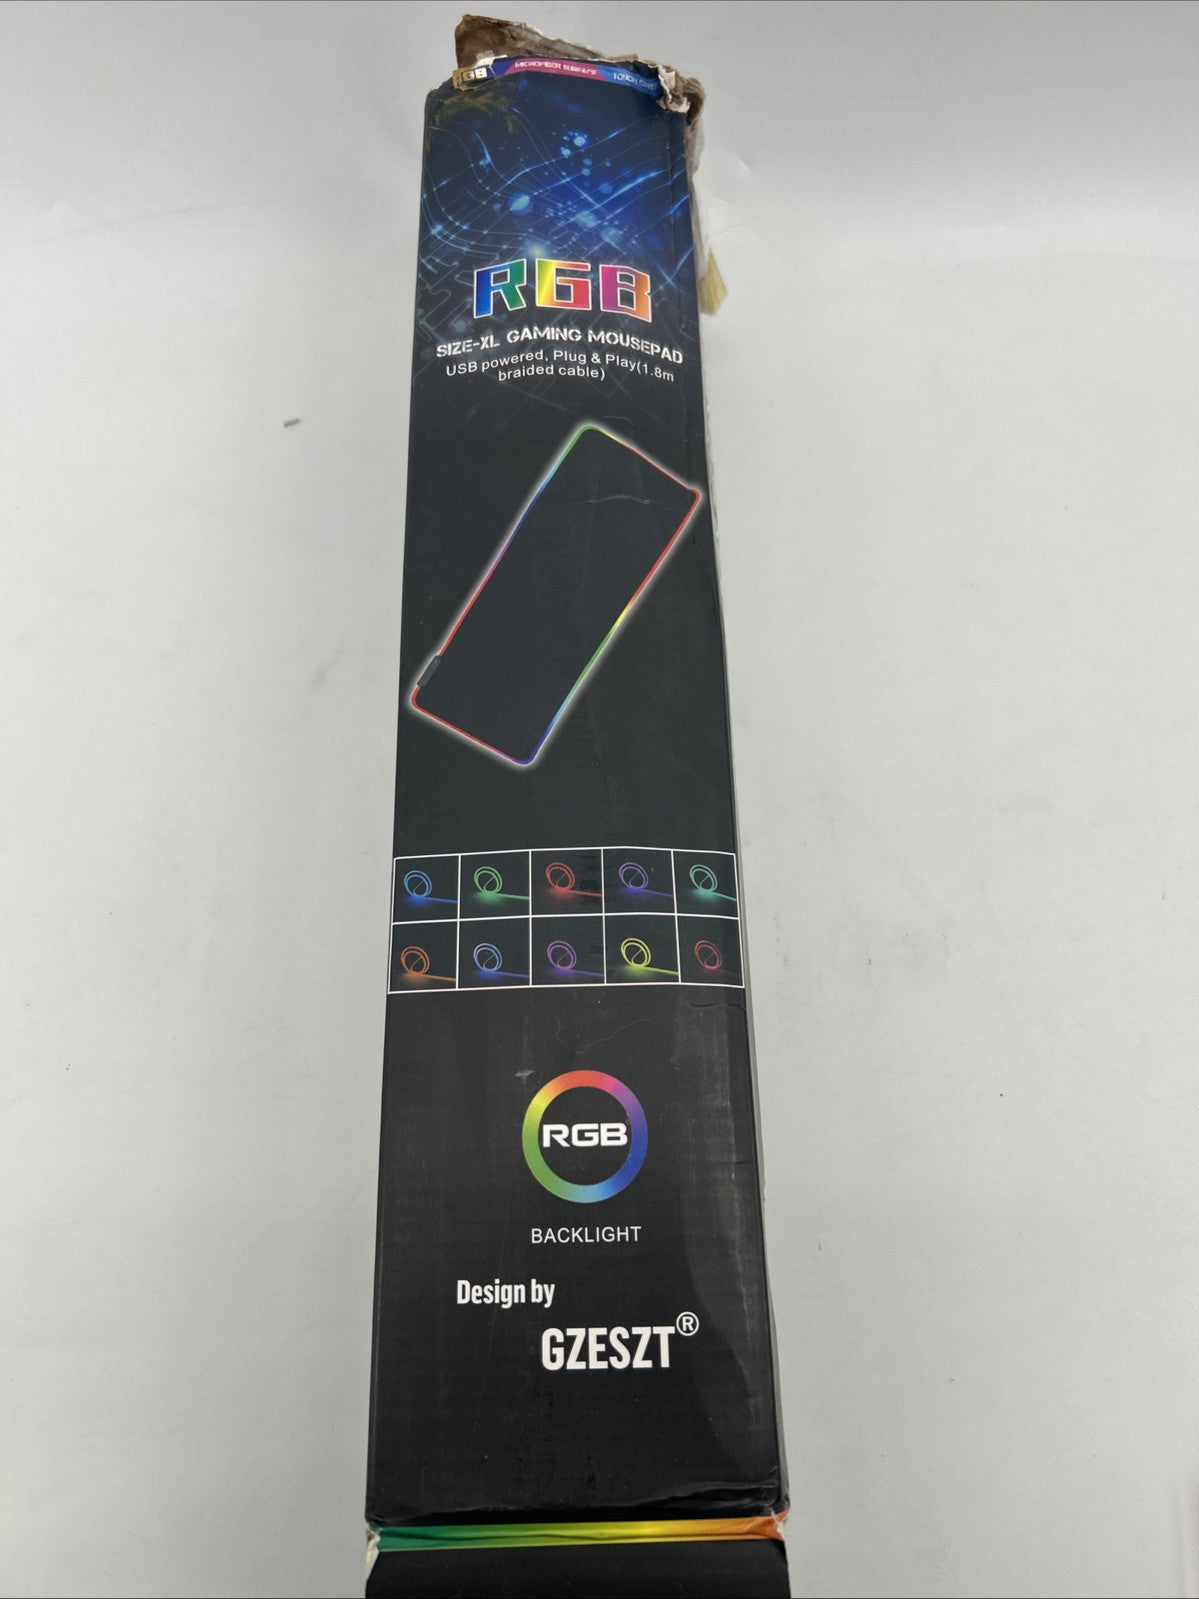 MICROFIBER SURFACE
RGB
SIZE-XL GAMING MOUSEPAD
USB powered, Plug & Play(1.8m
braided cable)
RGB
BACKLIGHT
Design by
GZESZT®